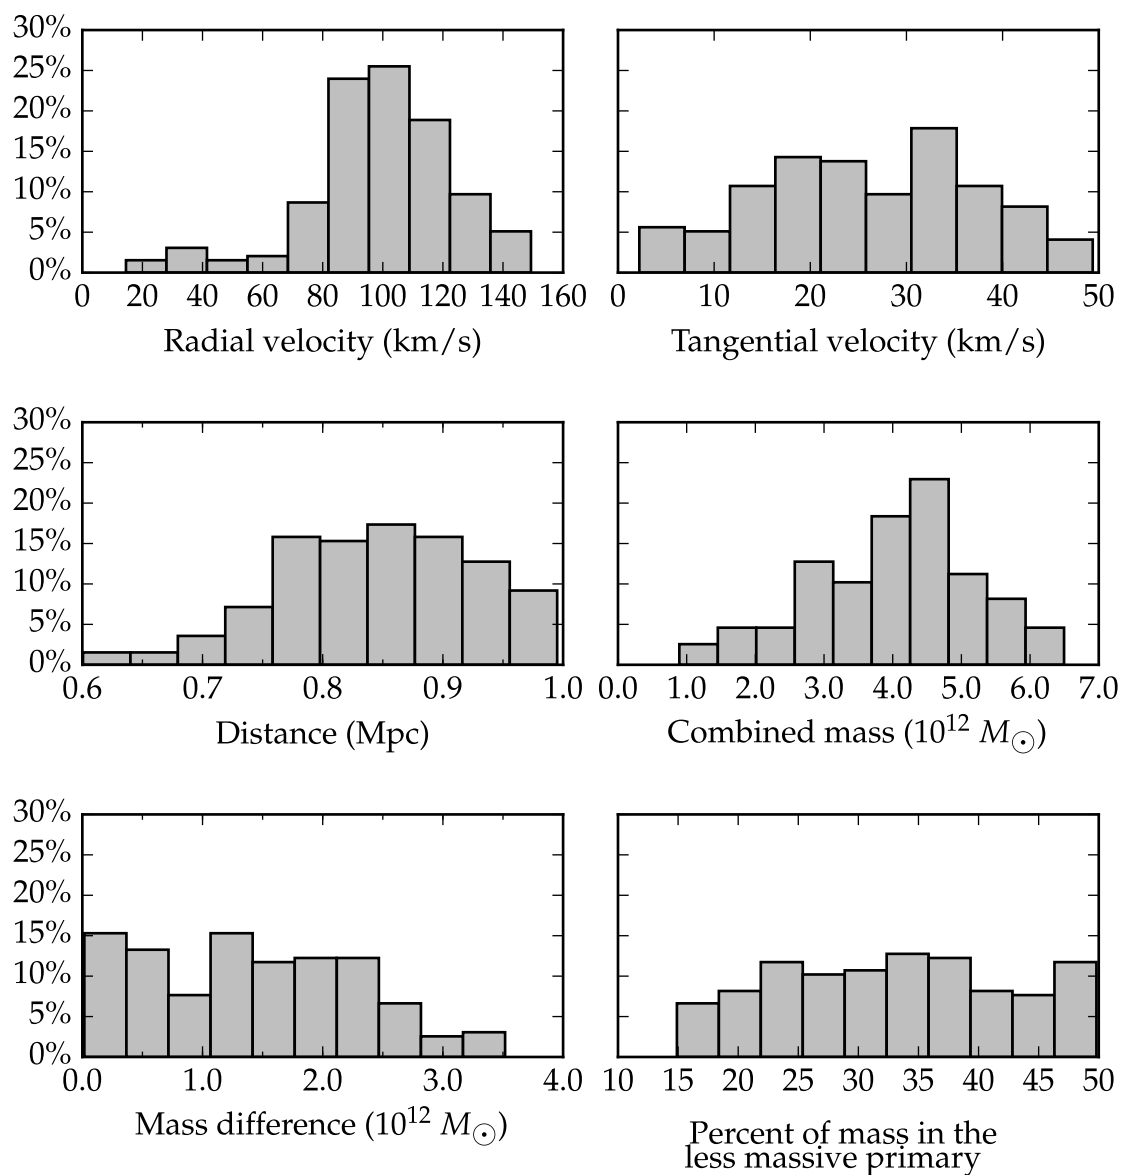 30%
25%
20%
15%
10%
5%
0%
0 20 40 60 80 100 120 140 160
Radial velocity (km/s)
0 10 20 30 40 50
Tangential velocity (km/s)
30%
25%
20%
15%
10%
5%
0%
0.6 0.7 0.8 0.9 1.0
Distance (Mpc)
0.0 1.0 2.0 3.0 4.0 5.0 6.0 7.0
Combined mass (10¹² M☉)
30%
25%
20%
15%
10%
5%
0%
0.0 1.0 2.0 3.0 4.0
Mass difference (10¹² M☉)
10 15 20 25 30 35 40 45 50
Percent of mass in the
less massive primary